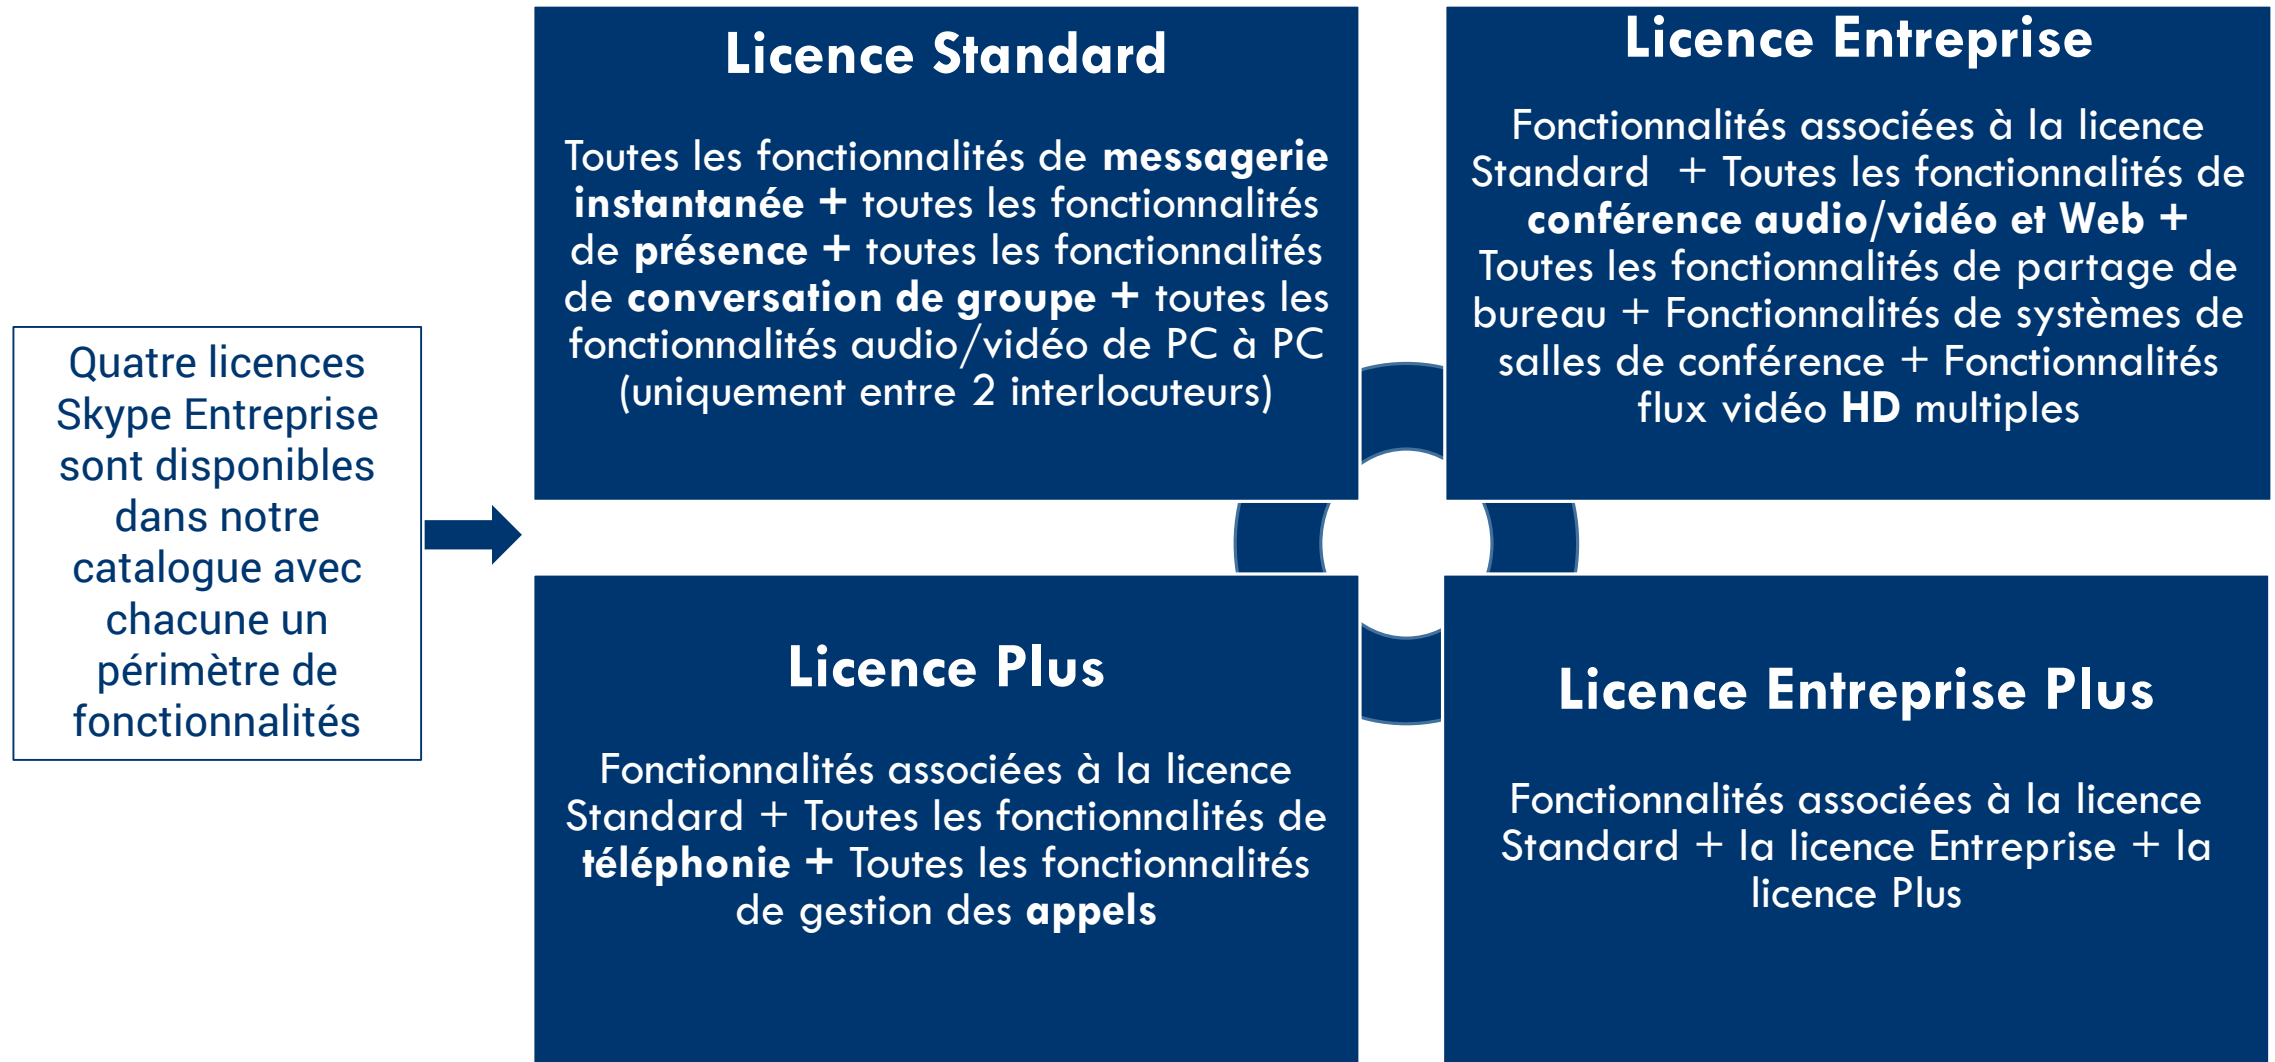 Quatre licences
Skype Entreprise
sont disponibles
dans notre
catalogue avec
chacune un
périmètre de
fonctionnalités
Licence Standard
Toutes les fonctionnalités de messagerie
instantanée + toutes les fonctionnalités
de présence + toutes les fonctionnalités
de conversation de groupe + toutes les
fonctionnalités audio/vidéo de PC à PC
(uniquement entre 2 interlocuteurs)
Licence Entreprise
Fonctionnalités associées à la licence
Standard + Toutes les fonctionnalités de
conférence audio/vidéo et Web +
Toutes les fonctionnalités de partage de
bureau + Fonctionnalités de systèmes de
salles de conférence + Fonctionnalités
flux vidéo HD multiples
Licence Plus
Fonctionnalités associées à la licence
Standard + Toutes les fonctionnalités de
téléphonie + Toutes les fonctionnalités
de gestion des appels
Licence Entreprise Plus
Fonctionnalités associées à la licence
Standard + la licence Entreprise + la
licence Plus